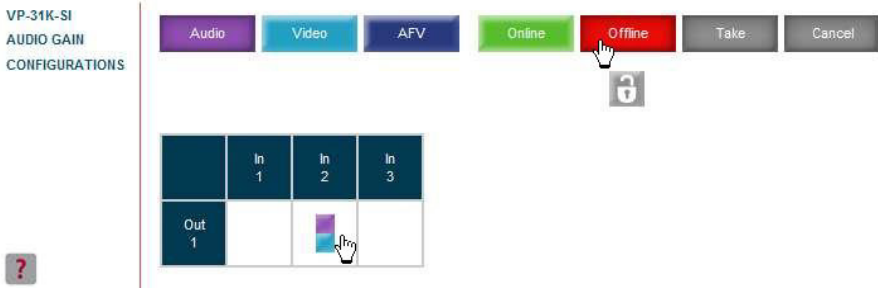 VP-31K-SI
AUDIO GAIN
CONFIGURATIONS
Audio
Video
AFV
Online
Offline
Take
Cancel
In
1
In
2
In
3
Out
1
?